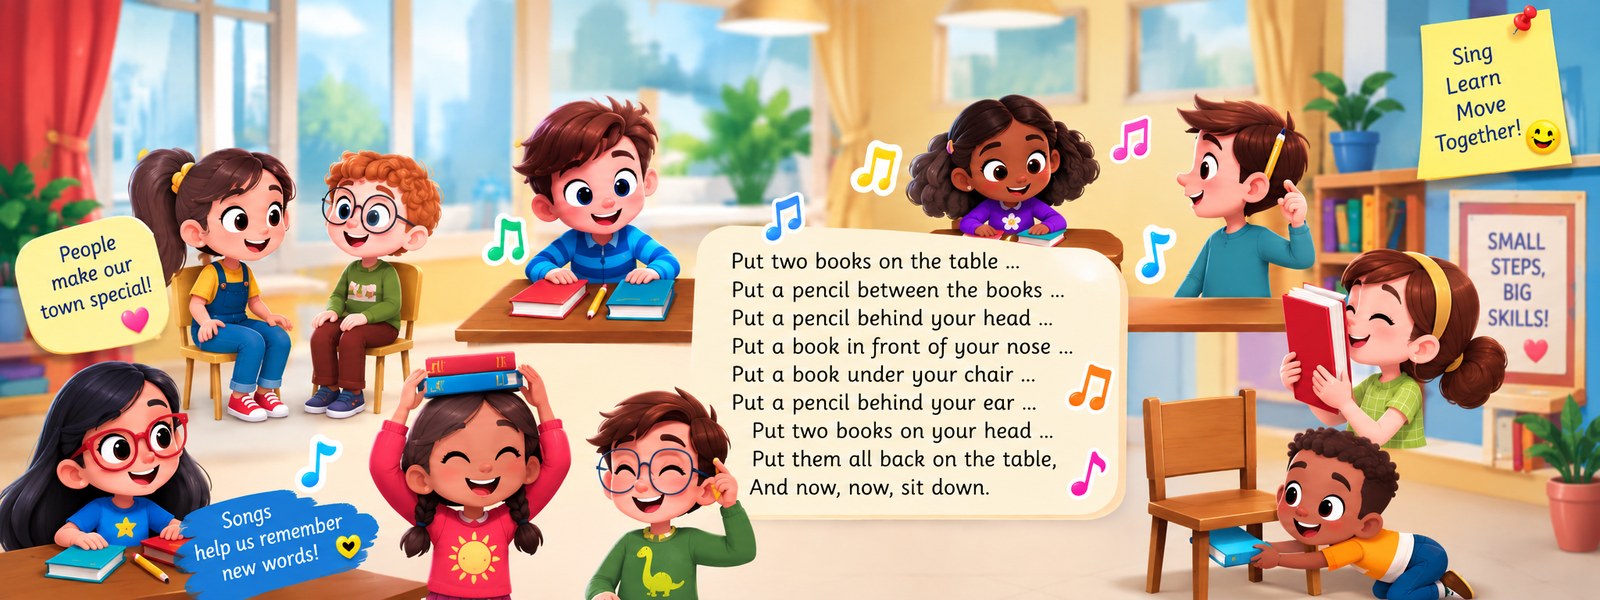 People
make our
town special!
Songs
help us remember
new words!
Put two books on the table ...
Put a pencil between the books ...
Put a pencil behind your head ...
Put a book in front of your nose ...
Put a book under your chair ...
Put a pencil behind your ear ...
Put two books on your head ...
Put them all back on the table,
And now, now, sit down.
Sing
Learn
Move
Together!
SMALL
STEPS,
BIG
SKILLS!